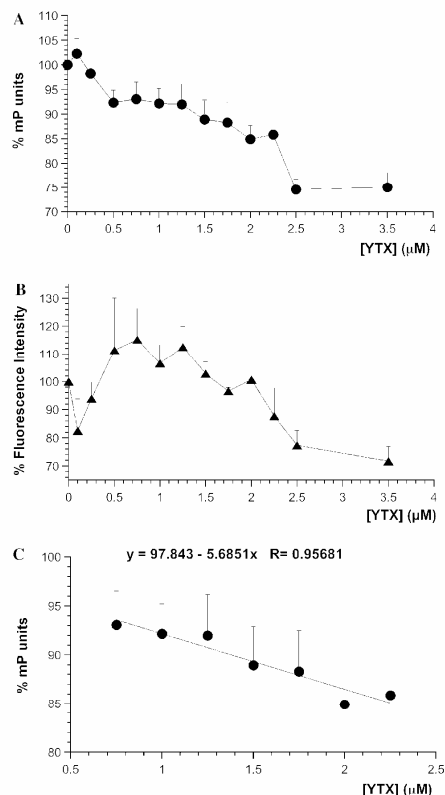 A
110
105
100
95
90
85
80
75
70
% mP units
0 0.5 1 1.5 2 2.5 3 3.5 4
[YTX] (μM)
B
130
120
110
100
90
80
70
% Fluorescence Intensity
0 0.5 1 1.5 2 2.5 3 3.5 4
[YTX] (μM)
C
y = 97.843 - 5.6851x R= 0.95681
100
95
90
85
80
% mP units
0.5 1 1.5 2 2.5
[YTX] (μM)